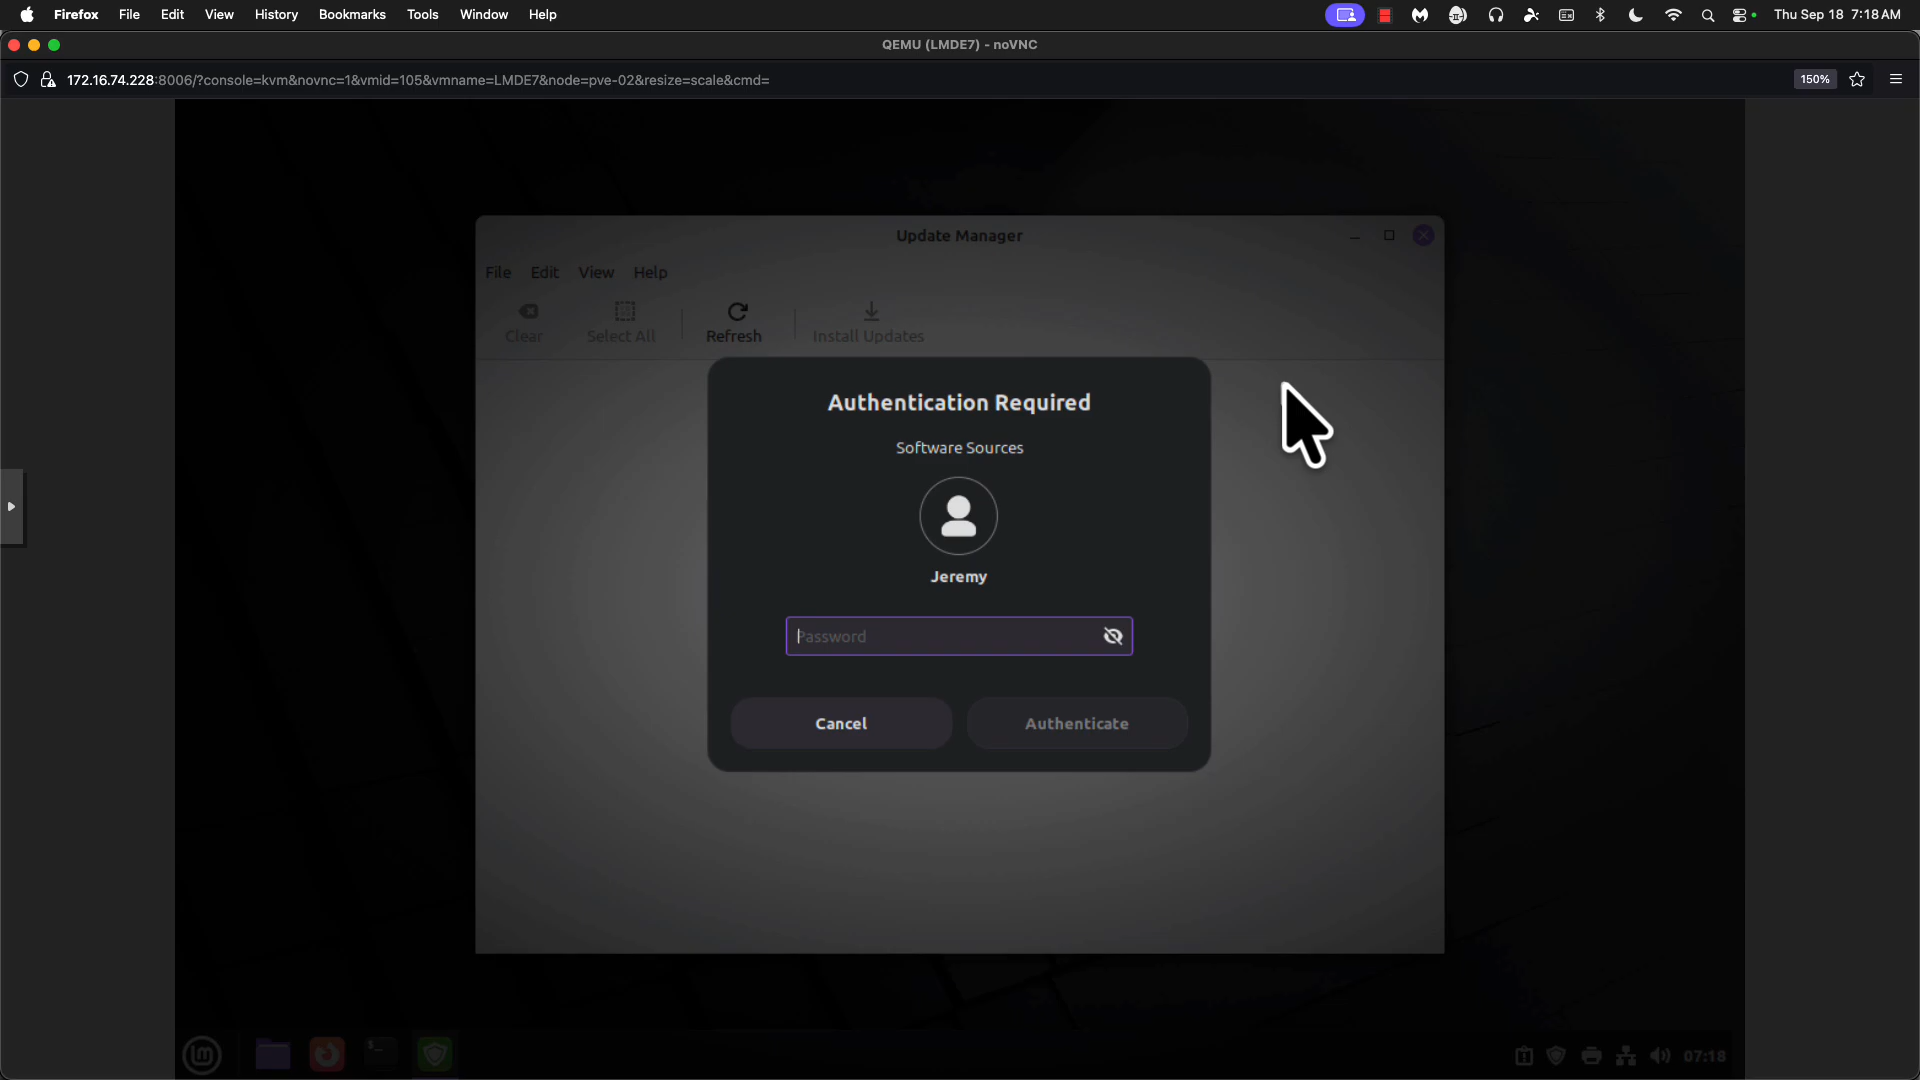 Firefox File Edit View History Bookmarks Tools Window Help Thu Sep 18 7:18 AM
QEMU (LMDE7) - noVNC
172.16.74.228:8006/?console=kvm&novnc=1&vmid=105&vmname=LMDE7&node=pve-02&resize=scale&cmd= 150%
Update Manager
File Edit View Help
Clear Select All Refresh Install Updates
Authentication Required
Software Sources
Jeremy
Password
Cancel Authenticate
07:18